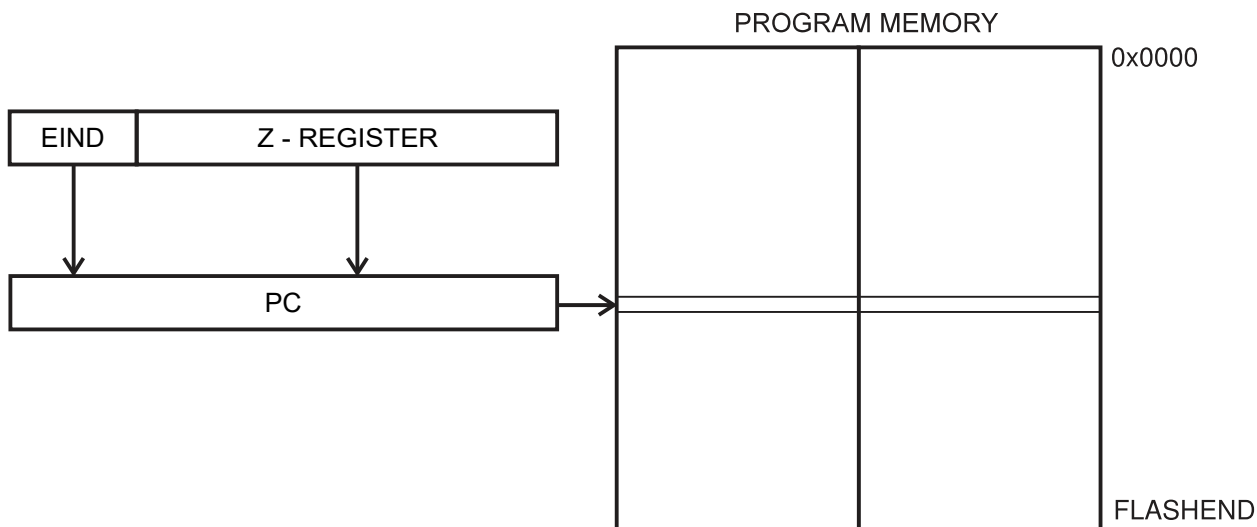 PROGRAM MEMORY
0x0000
EIND
Z - REGISTER
PC
FLASHEND